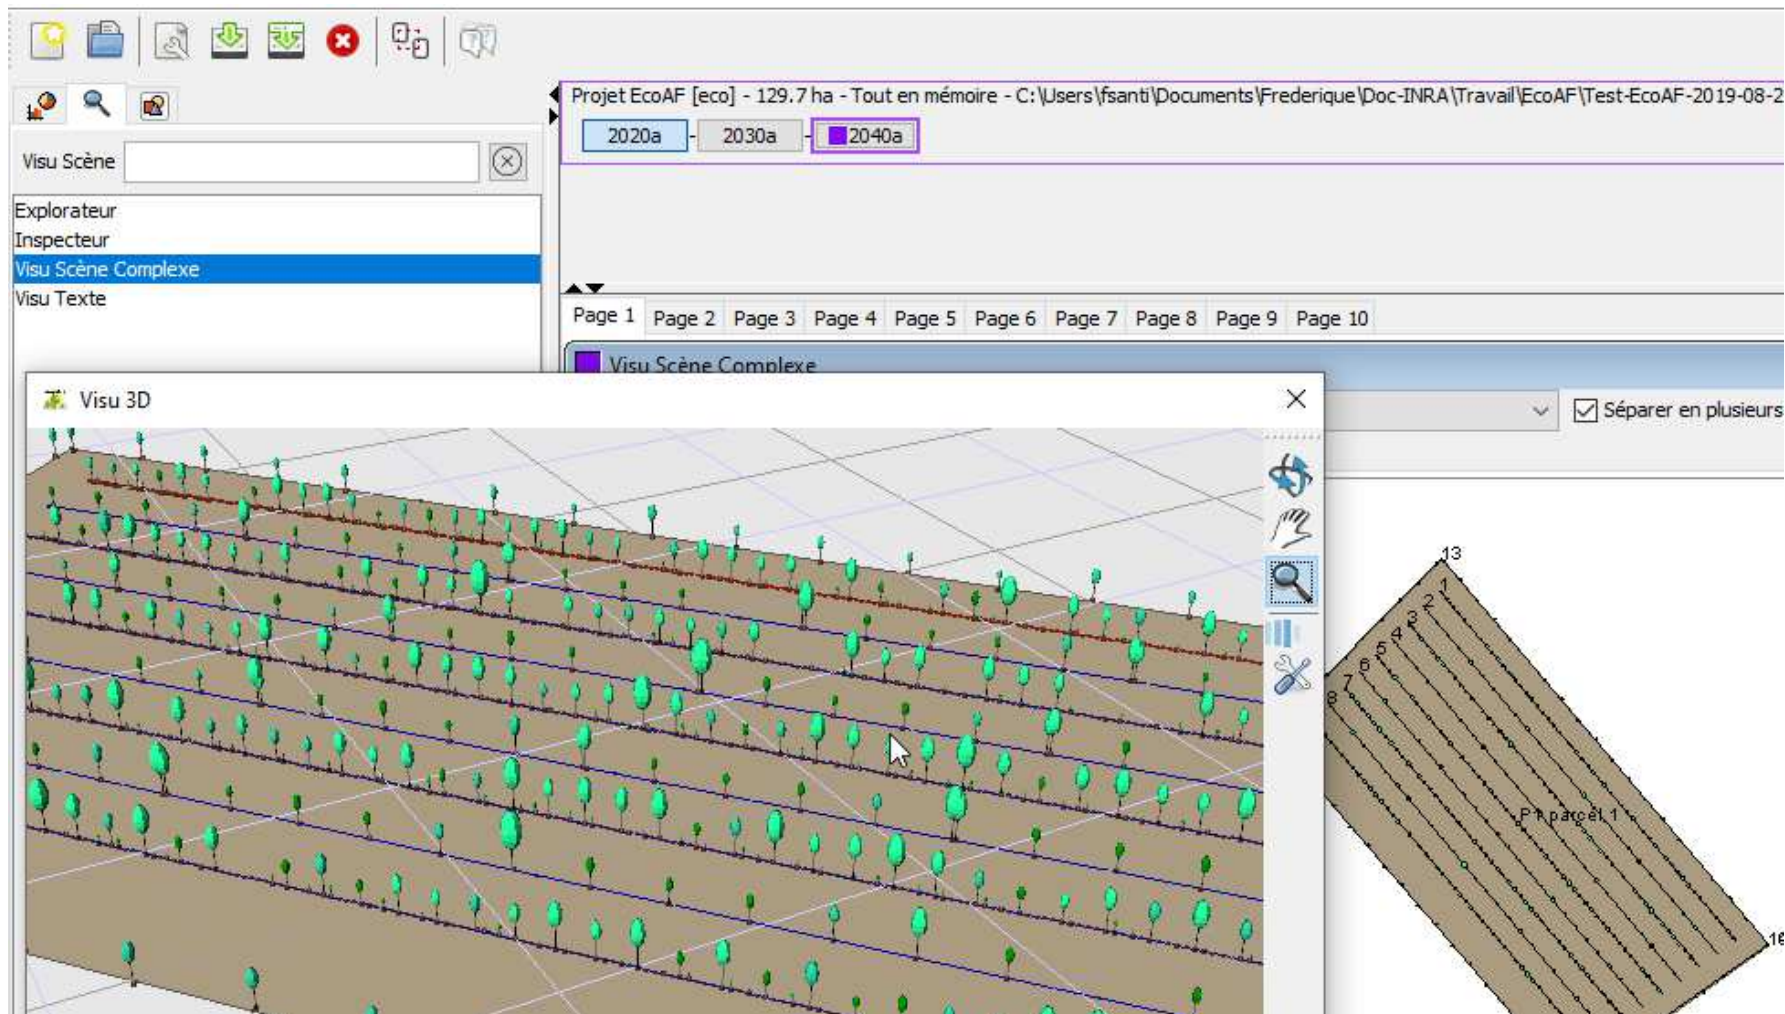 Projet EcoAF [eco] - 129.7 ha - Tout en mémoire - C:\Users\fsanti\Documents\Frederique\Doc-INRA\Travail\EcoAF\Test-EcoAF-2019-08-2
2020a - 2030a - 2040a
Visu Scène
Explorateur
Inspecteur
Visu Scène Complexe
Visu Texte
Page 1 Page 2 Page 3 Page 4 Page 5 Page 6 Page 7 Page 8 Page 9 Page 10
Visu Scène Complexe
Visu 3D
Séparer en plusieurs
13
1
2
3
4
5
6
7
8
parcel 1